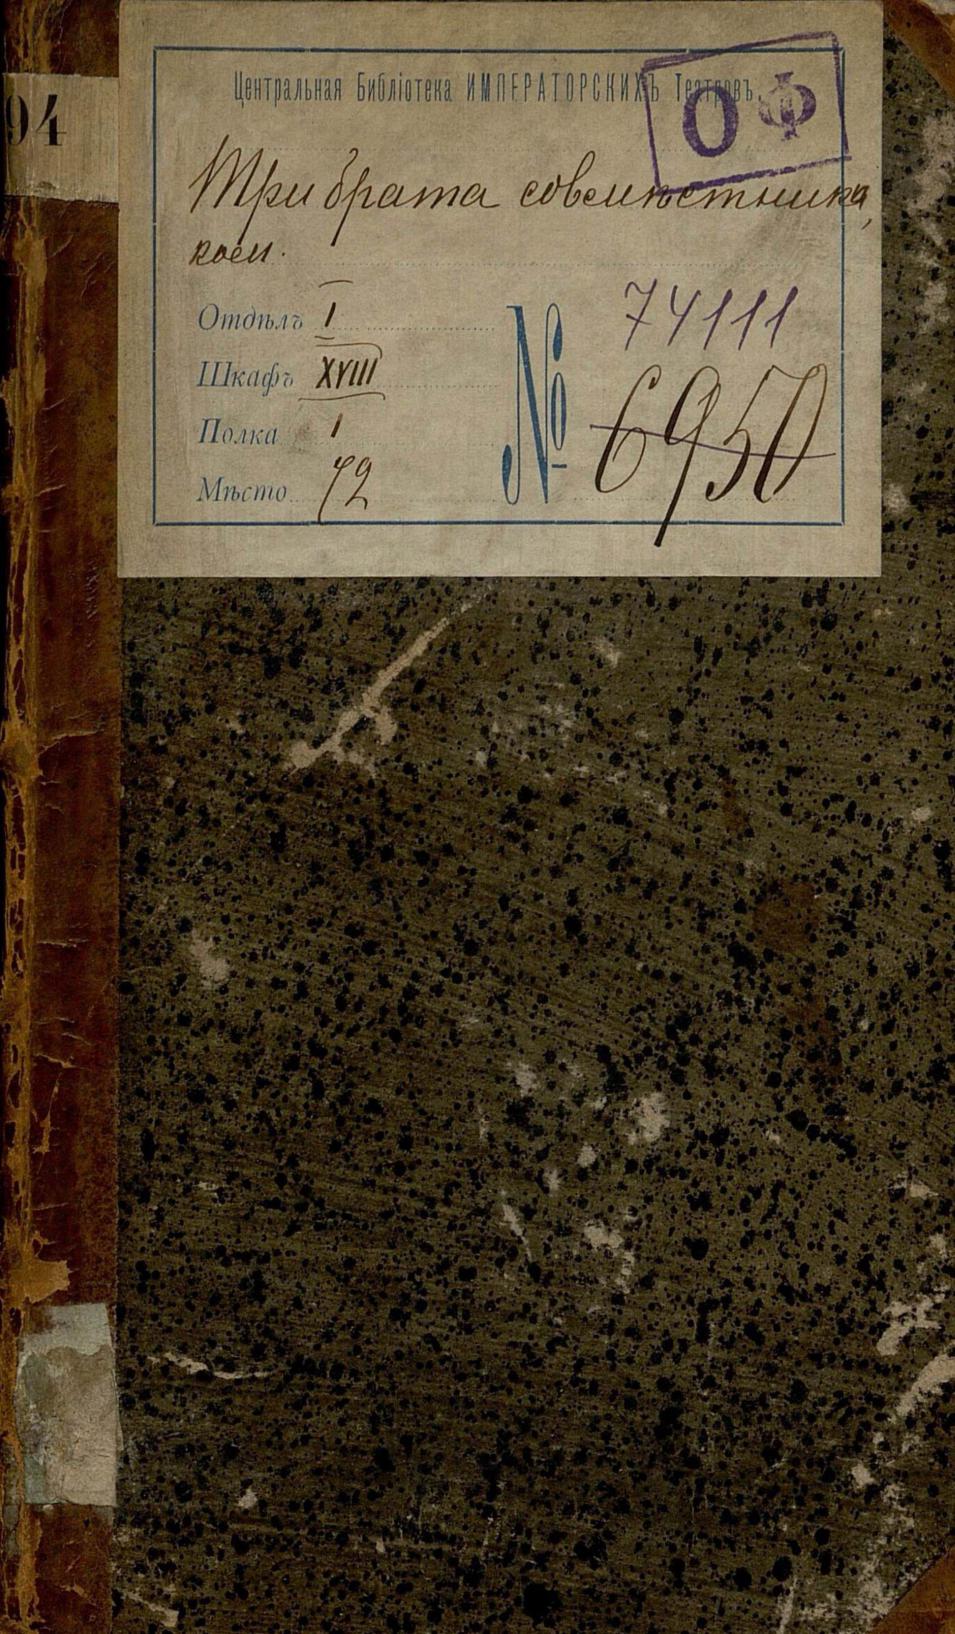 94
Центральная Библіотека ИМПЕРАТОРСКИХЪ Театровъ.
ОФ
Три брата совмѣстника,
ком.
Отдѣлъ I
Шкафъ XVIII
Полка 1
Мѣсто 72
№
74111
6950